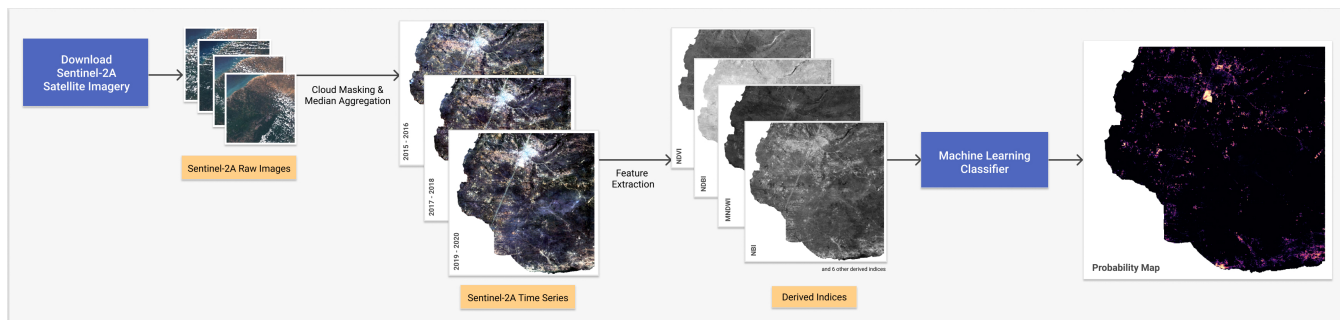 Download
Sentinel-2A
Satellite Imagery
Sentinel-2A Raw Images
Cloud Masking &
Median Aggregation
2015 - 2016
2017 - 2018
2019 - 2020
Sentinel-2A Time Series
Feature
Extraction
NDVI
NDBI
MNDWI
NBI
and 6 other derived indices
Derived Indices
Machine Learning
Classifier
Probability Map